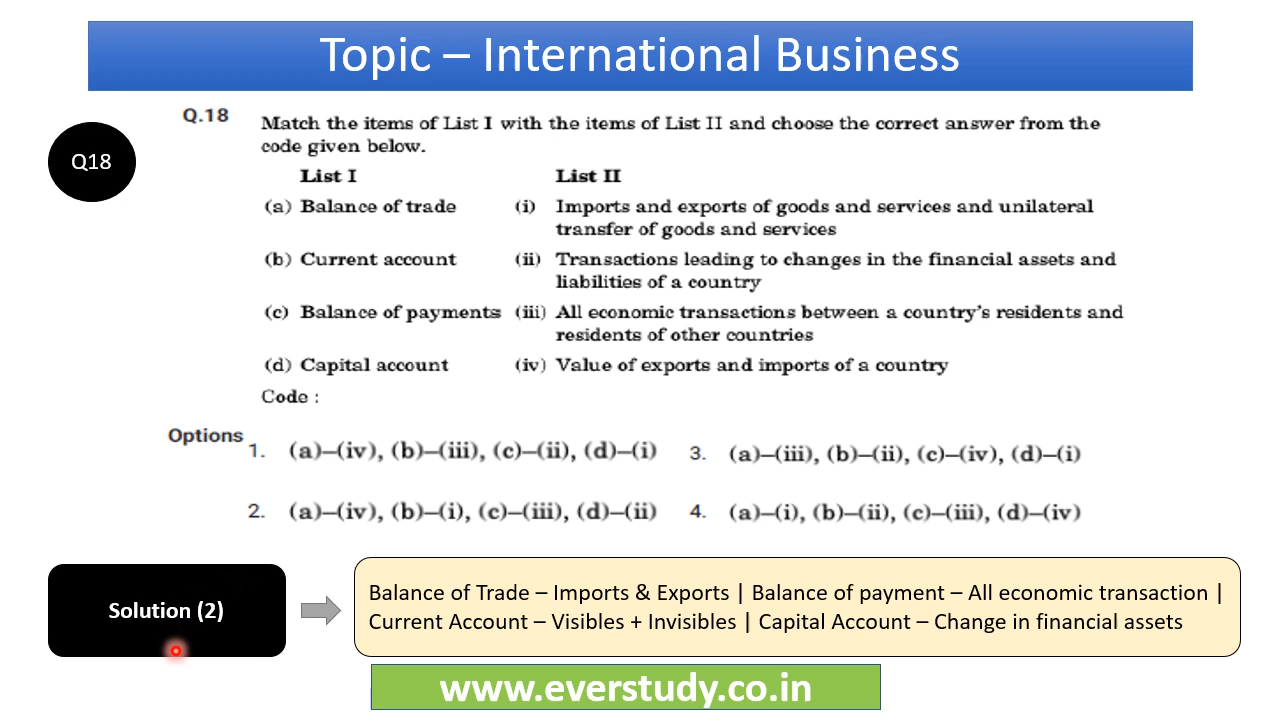 Topic – International Business
Q18
Q.18
Match the items of List I with the items of List II and choose the correct answer from the
code given below.
List I List II
(a) Balance of trade (i) Imports and exports of goods and services and unilateral
transfer of goods and services
(b) Current account (ii) Transactions leading to changes in the financial assets and
liabilities of a country
(c) Balance of payments (iii) All economic transactions between a country's residents and
residents of other countries
(d) Capital account (iv) Value of exports and imports of a country
Code :
Options
1. (a)–(iv), (b)–(iii), (c)–(ii), (d)–(i) 3. (a)–(iii), (b)–(ii), (c)–(iv), (d)–(i)
2. (a)–(iv), (b)–(i), (c)–(iii), (d)–(ii) 4. (a)–(i), (b)–(ii), (c)–(iii), (d)–(iv)
Solution (2)
Balance of Trade – Imports & Exports | Balance of payment – All economic transaction |
Current Account – Visibles + Invisibles | Capital Account – Change in financial assets
www.everstudy.co.in